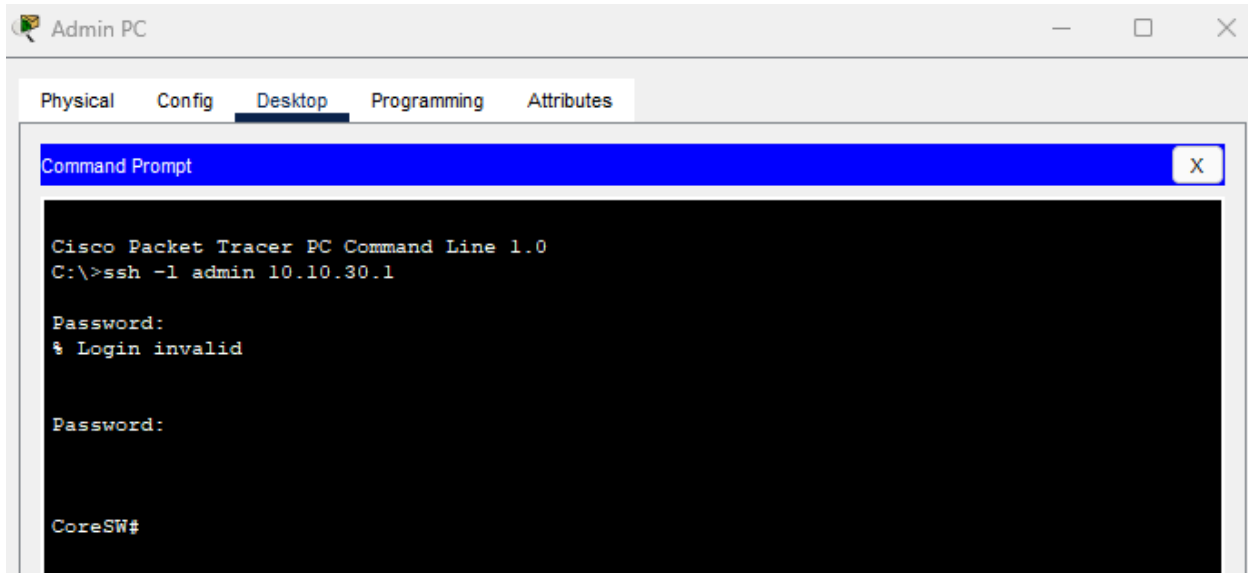 Admin PC
Physical Config Desktop Programming Attributes
Command Prompt
X
Cisco Packet Tracer PC Command Line 1.0
C:\>ssh -l admin 10.10.30.1
Password:
% Login invalid
Password:
CoreSW#